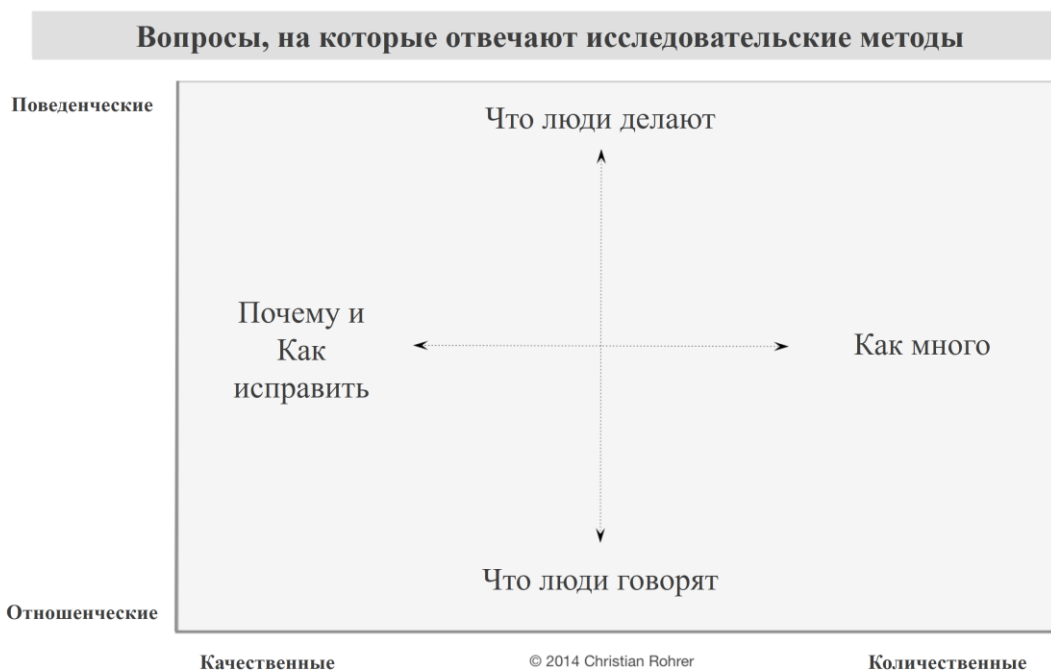 Вопросы, на которые отвечают исследовательские методы
Поведенческие
Что люди делают
Почему и
Как
исправить
Как много
Что люди говорят
Отношенческие
Качественные
© 2014 Christian Rohrer
Количественные